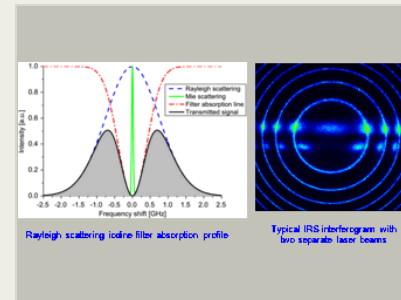 1.0
0.8
0.6
0.4
0.2
0.0
Intensity [a.u.]
Rayleigh scattering
Mie scattering
Filter absorption line
Transmitted signal
-2.5 -2.0 -1.5 -1.0 -0.5 0.0 0.5 1.0 1.5 2.0 2.5
Frequency shift [GHz]
Rayleigh scattering iodine filter absorption profile
Typical IRS interferogram with
two separate laser beams